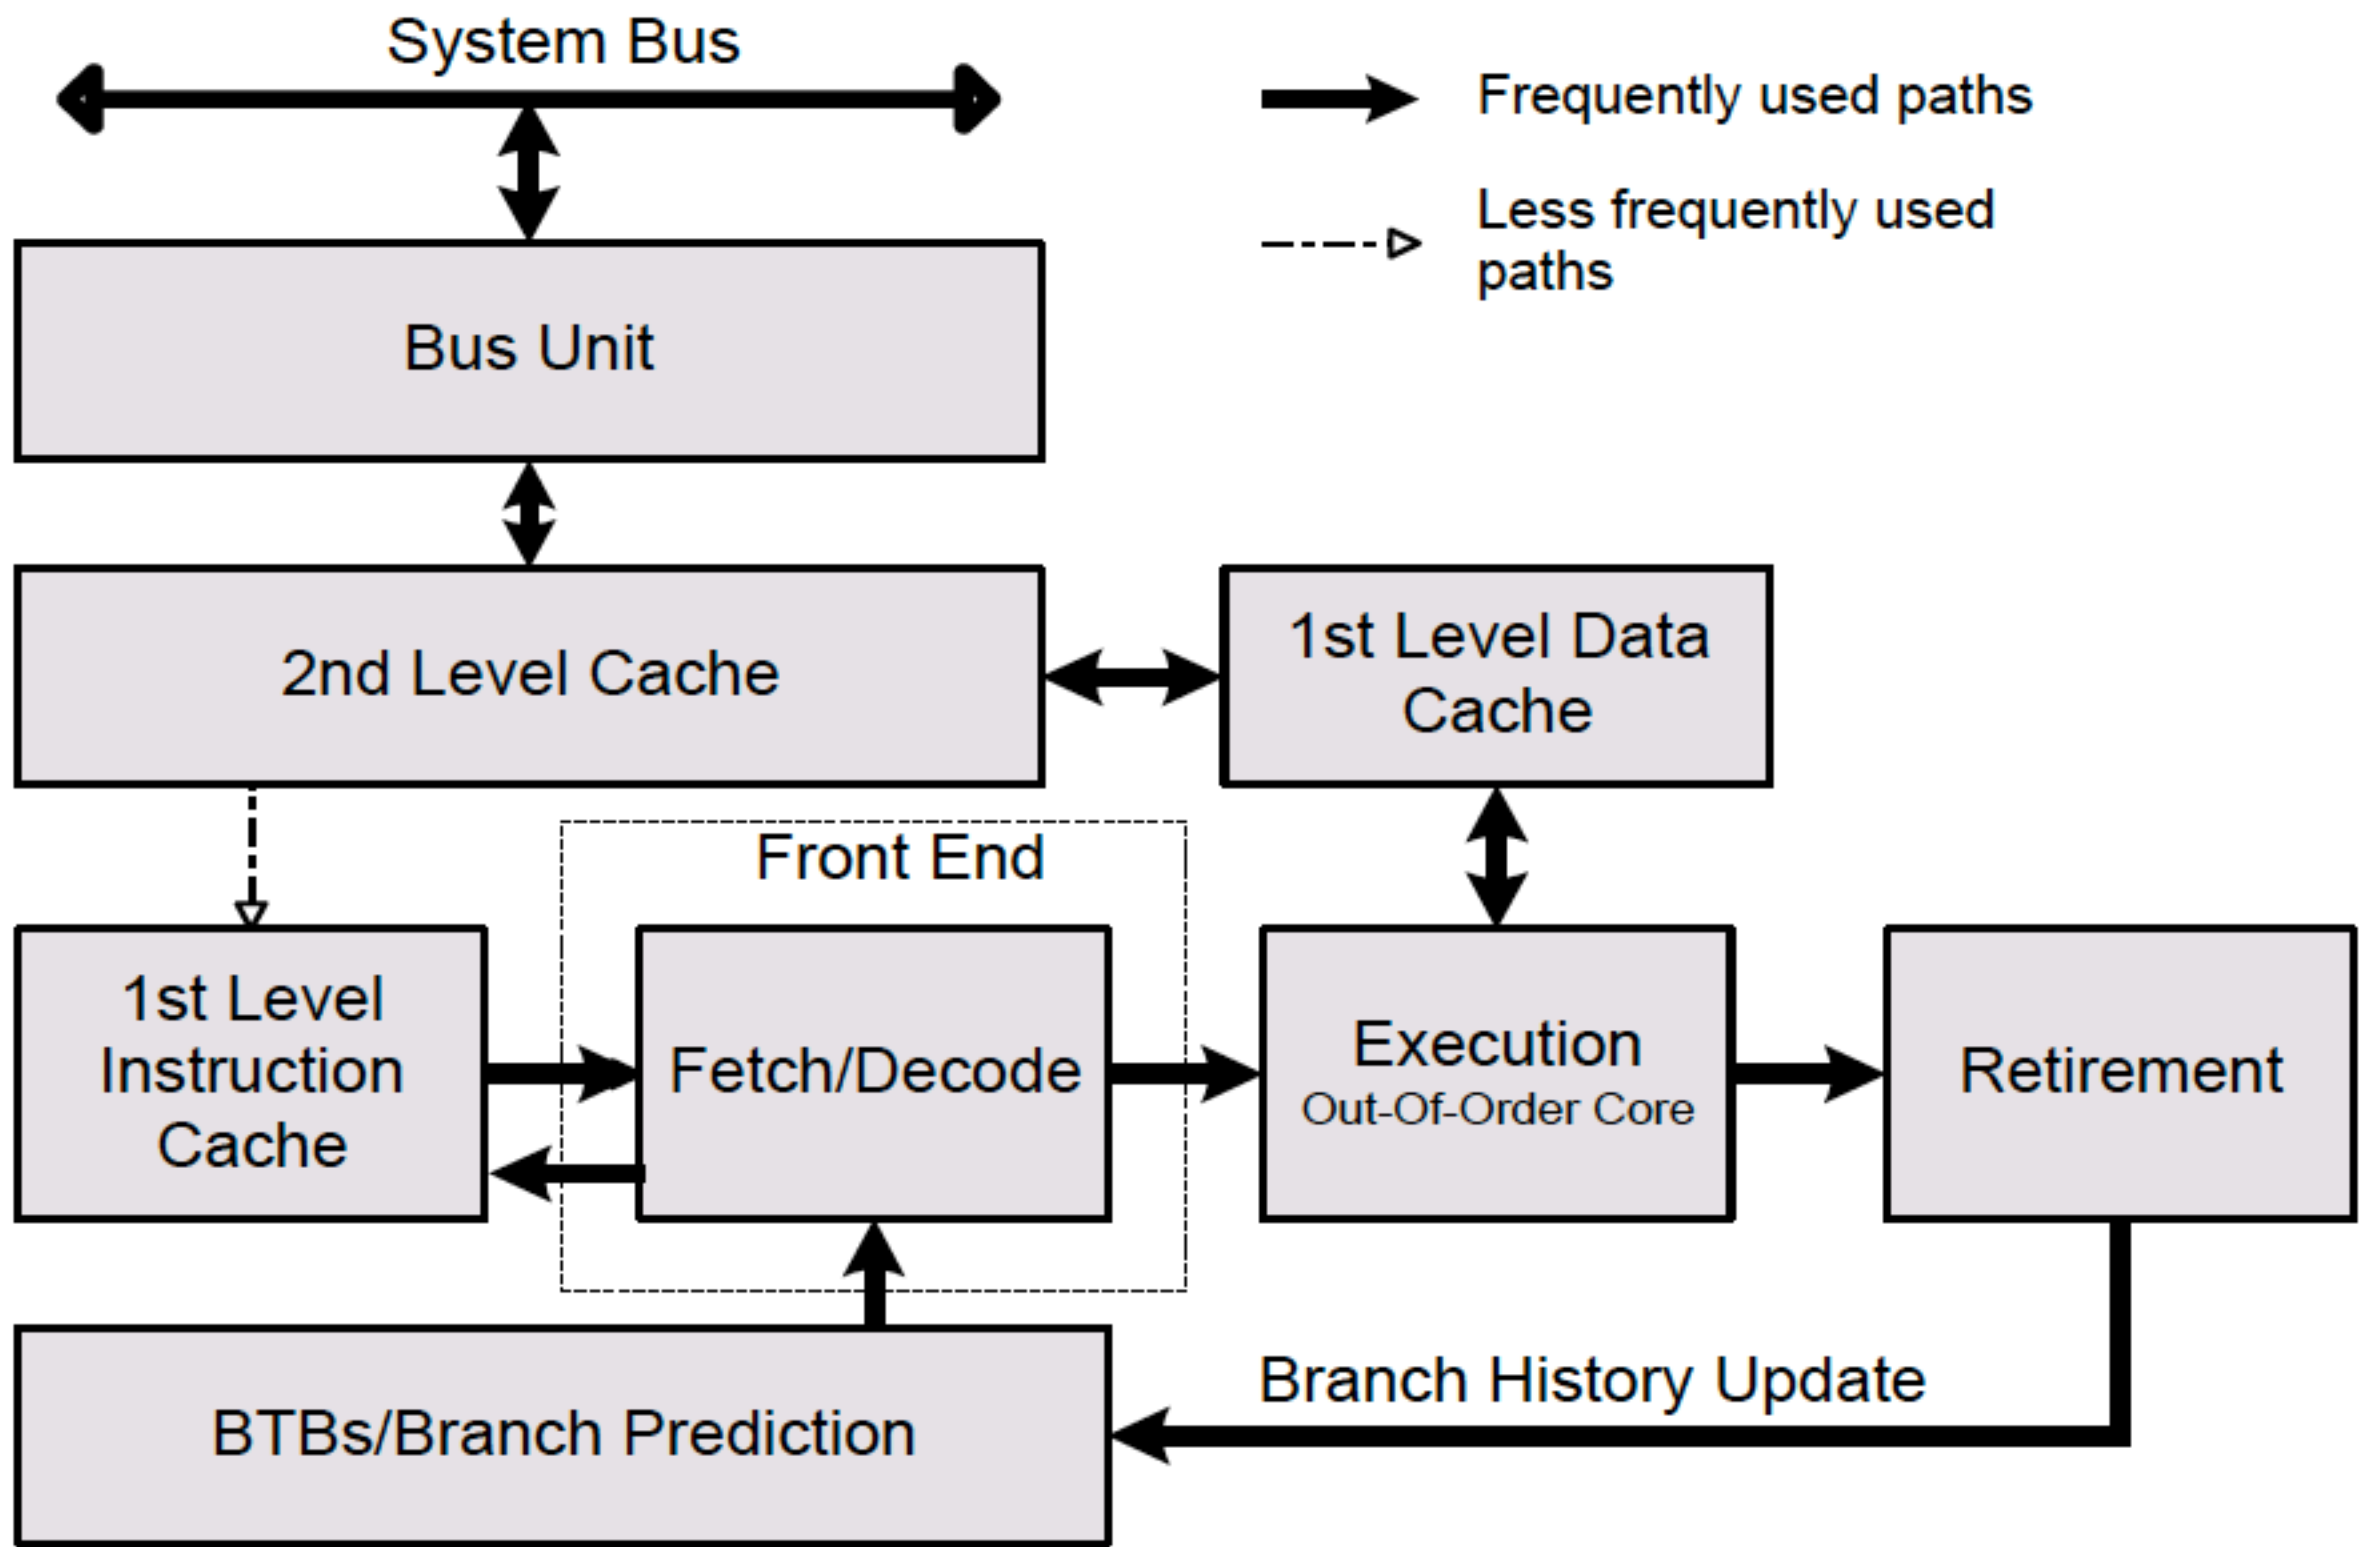 System Bus
Frequently used paths
Less frequently used
paths
Bus Unit
2nd Level Cache
1st Level Data
Cache
Front End
1st Level
Instruction
Cache
Fetch/Decode
Execution
Out-Of-Order Core
Retirement
Branch History Update
BTBs/Branch Prediction